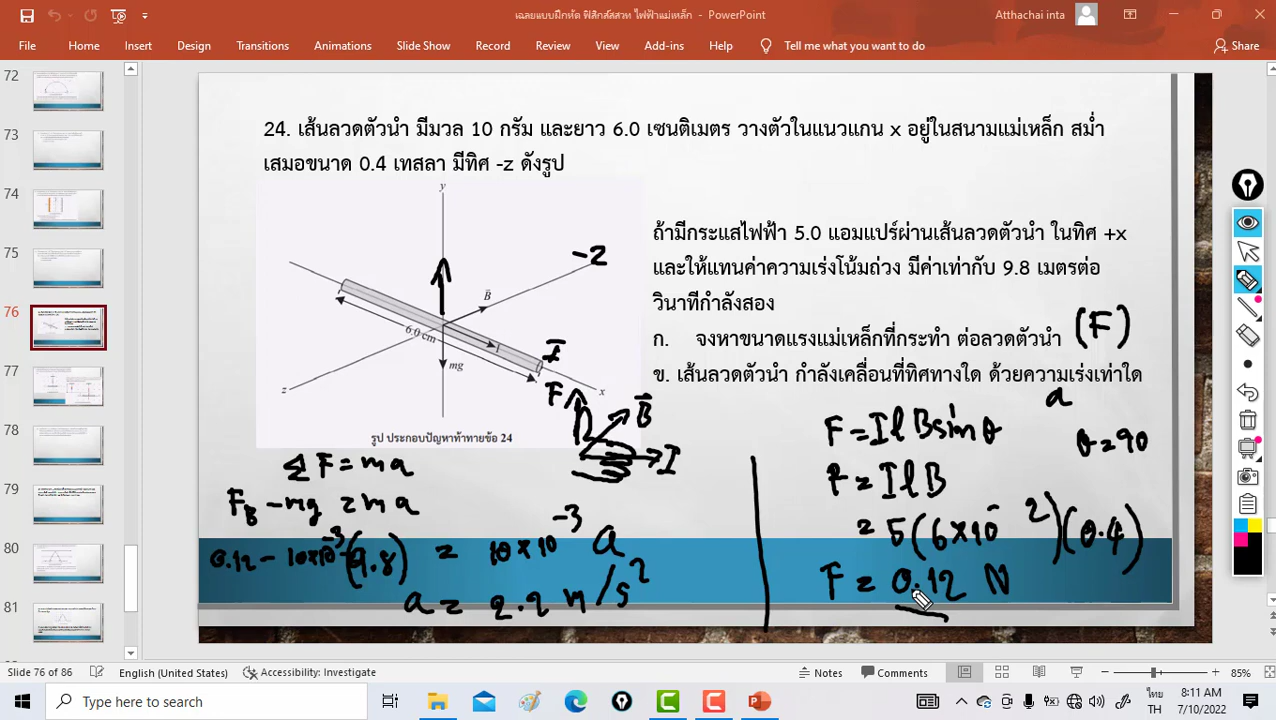 เฉลยแบบฝึกหัด ฟิสิกส์สสวท ไฟฟ้าแม่เหล็ก - PowerPoint
Atthachai inta
File Home Insert Design Transitions Animations Slide Show Record Review View Add-ins Help Tell me what you want to do Share
72
73
74
75
76
77
78
79
80
81
24. เส้นลวดตัวนำ มีมวล 10 กรัม และยาว 6.0 เซนติเมตร วางตัวในแนวแกน x อยู่ในสนามแม่เหล็ก สม่ำ
เสมอขนาด 0.4 เทสลา มีทิศ -z ดังรูป
y
-z
B
6.0 cm
I
I
mg
z
x
F
B
I
รูป ประกอบปัญหาท้าทายข้อ 24
ถ้ามีกระแสไฟฟ้า 5.0 แอมแปร์ผ่านเส้นลวดตัวนำ ในทิศ +x
และให้แทนค่าความเร่งโน้มถ่วง มีค่าเท่ากับ 9.8 เมตรต่อ
วินาทีกำลังสอง
ก. จงหาขนาดแรงแม่เหล็กที่กระทำ ต่อลวดตัวนำ (F)
ข. เส้นลวดตัวนำ กำลังเคลื่อนที่ทิศทางใด ด้วยความเร่งเท่าใด
a
ΣF = ma
F_B - mg = ma
0.12 - 10×10⁻³(9.8) = 10×10⁻³ a
a = 2.2 m/s²
F = IlBsinθ
θ=90
F = IlB
= 5(6×10⁻²)(0.4)
F = 0.12 N
Slide 76 of 86 English (United States) Accessibility: Investigate Notes Comments 85%
Type here to search
ไทย
TH
8:11 AM
7/10/2022